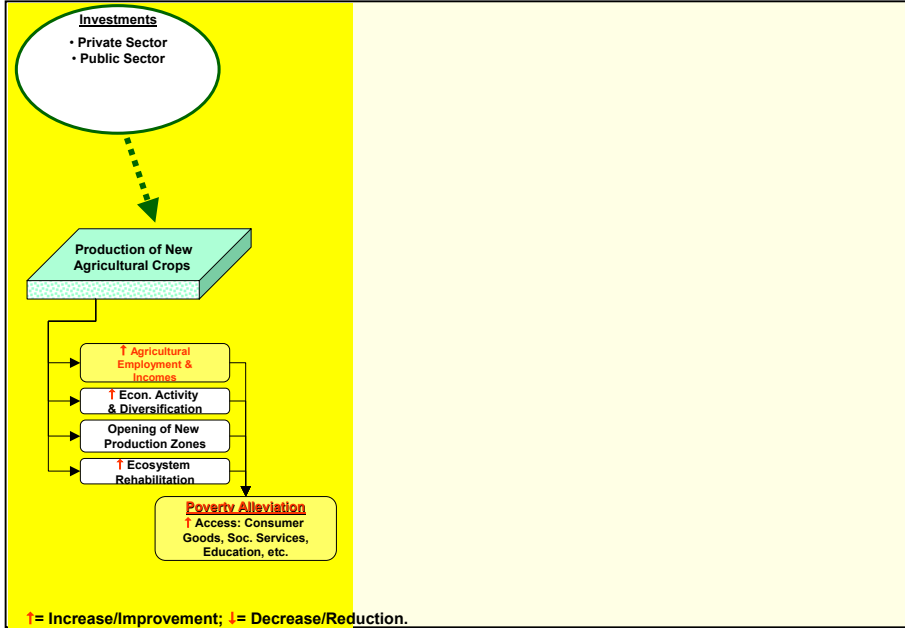 Investments
• Private Sector
• Public Sector
Production of New
Agricultural Crops
↑ Agricultural
Employment &
Incomes
↑ Econ. Activity
& Diversification
Opening of New
Production Zones
↑ Ecosystem
Rehabilitation
Poverty Alleviation
↑ Access: Consumer
Goods, Soc. Services,
Education, etc.
↑= Increase/Improvement; ↓= Decrease/Reduction.